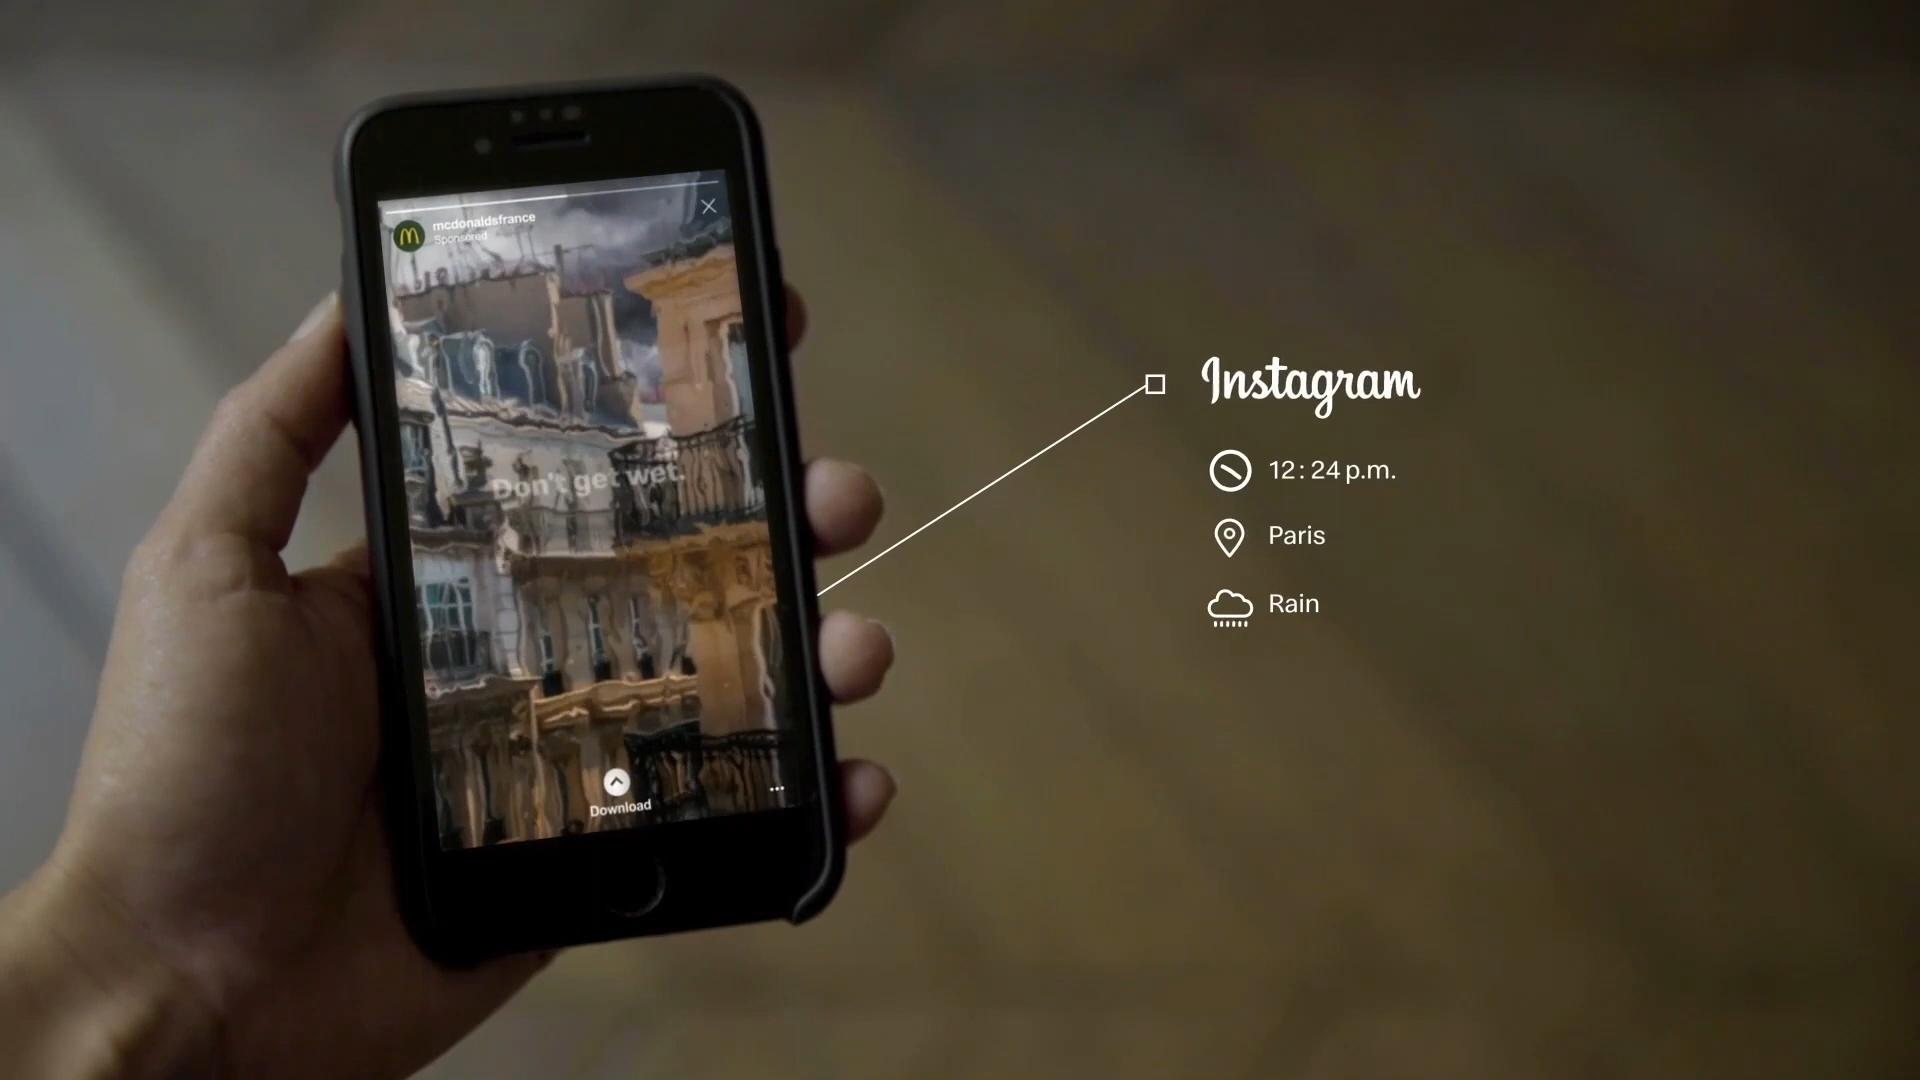 mcdonaldsfrance
Sponsored
Don't get wet.
Download
Instagram
12:24 p.m.
Paris
Rain